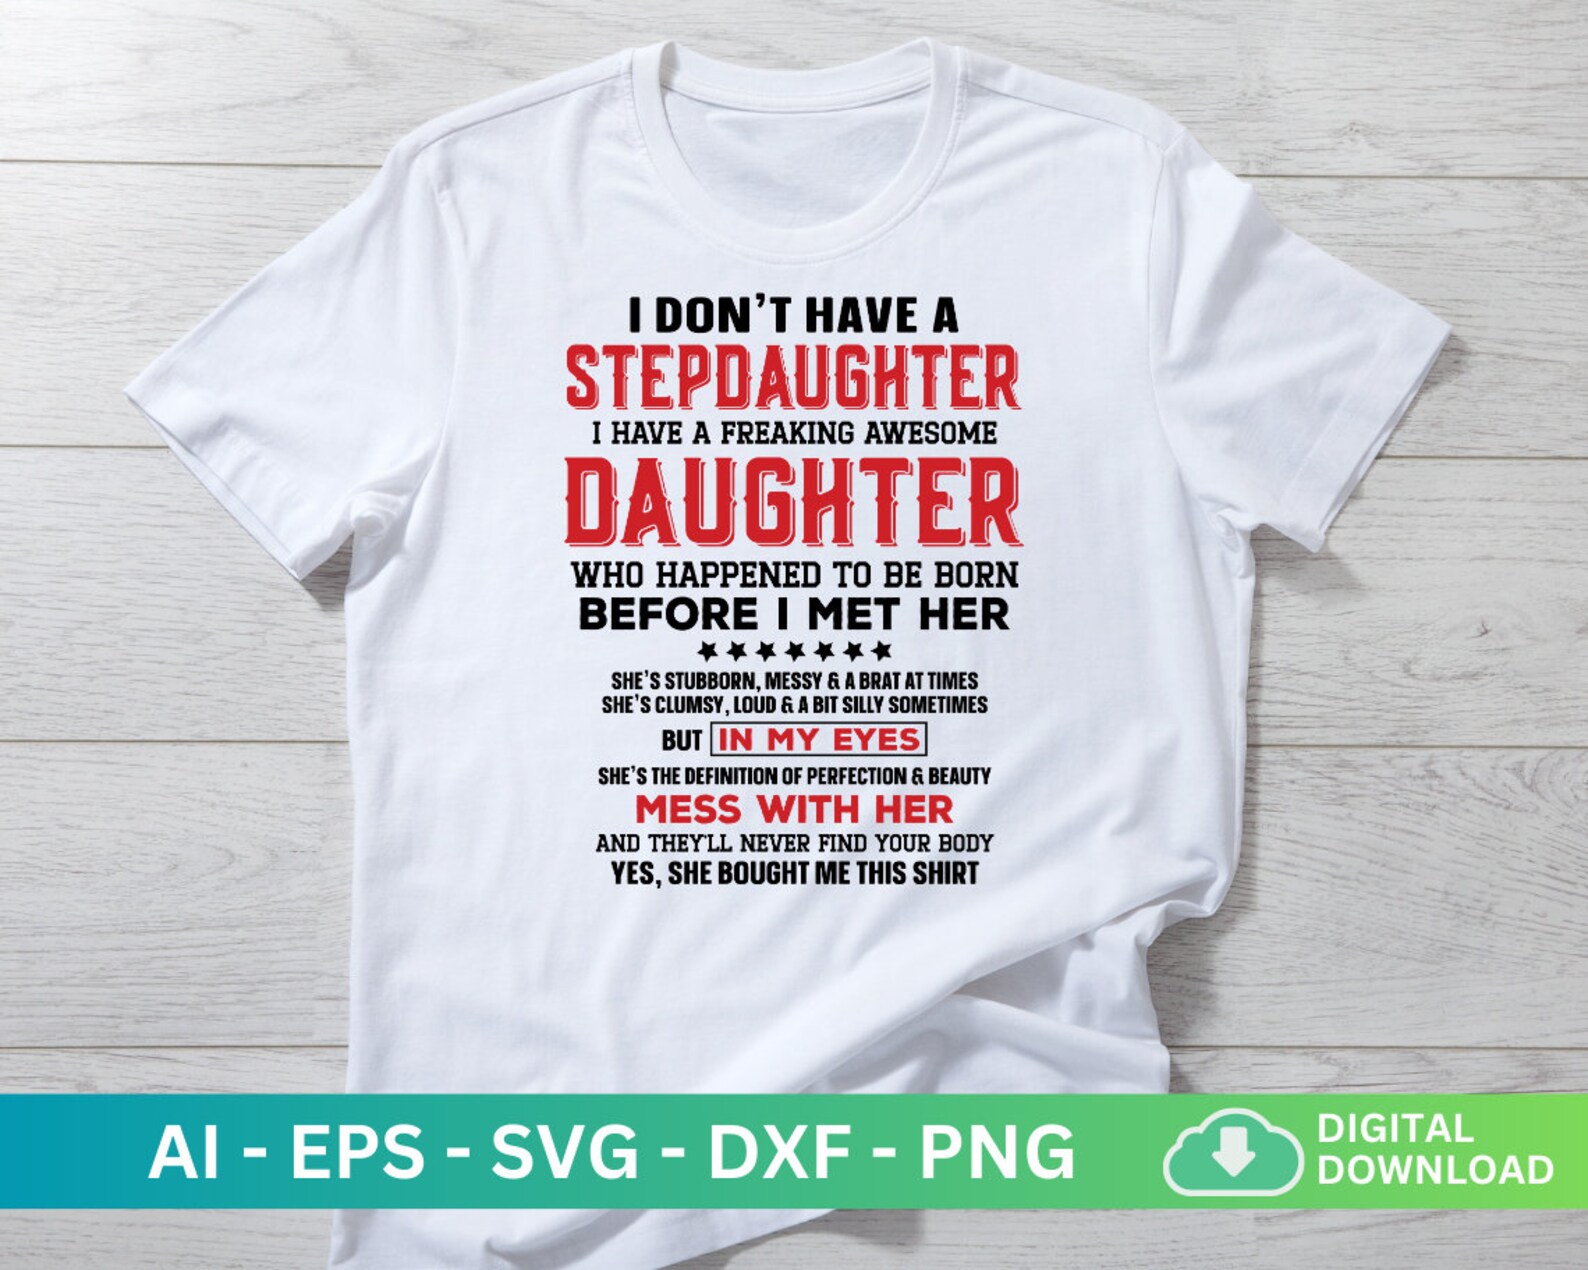 I DON'T HAVE A
STEPDAUGHTER
I HAVE A FREAKING AWESOME
DAUGHTER
WHO HAPPENED TO BE BORN
BEFORE I MET HER
SHE'S STUBBORN, MESSY & A BRAT AT TIMES
SHE'S CLUMSY, LOUD & A BIT SILLY SOMETIMES
BUT IN MY EYES
SHE'S THE DEFINITION OF PERFECTION & BEAUTY
MESS WITH HER
AND THEY'LL NEVER FIND YOUR BODY
YES, SHE BOUGHT ME THIS SHIRT
AI - EPS - SVG - DXF - PNG
DIGITAL
DOWNLOAD